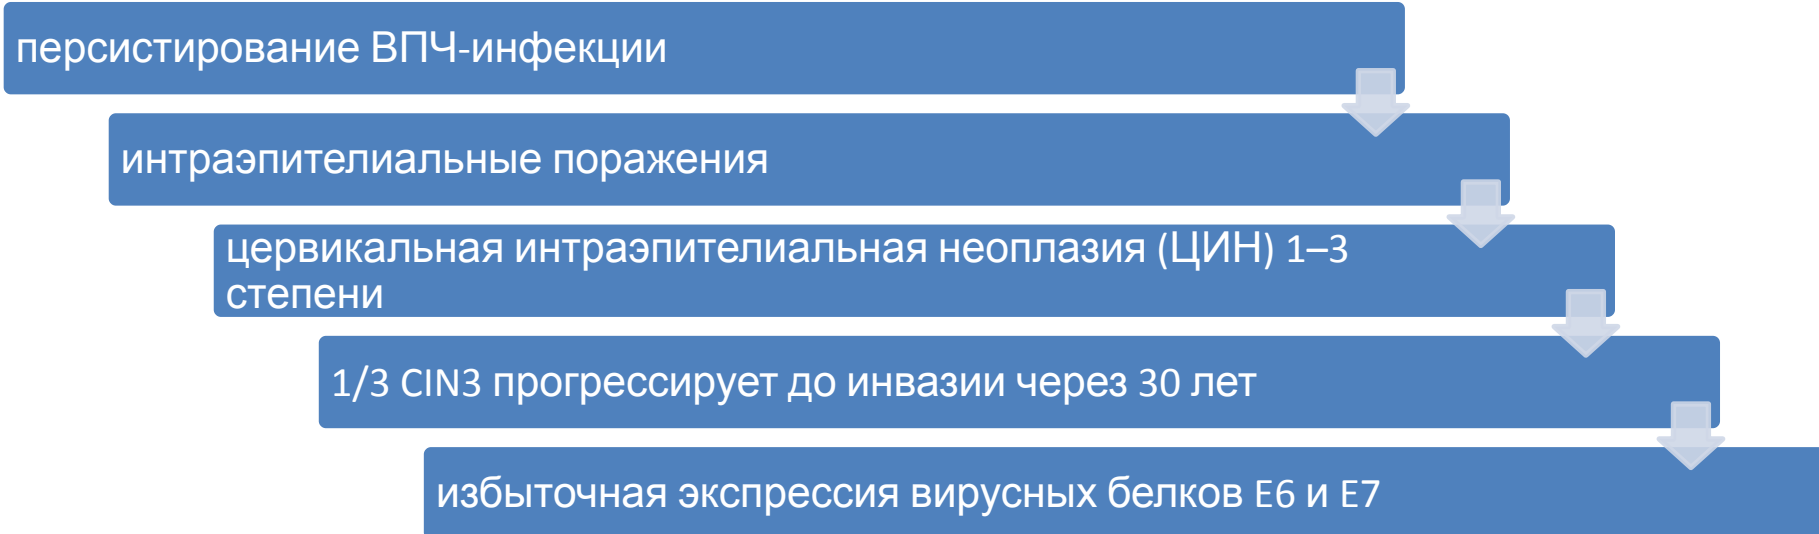 персистирование ВПЧ-инфекции
интраэпителиальные поражения
цервикальная интраэпителиальная неоплазия (ЦИН) 1–3
степени
1/3 CIN3 прогрессирует до инвазии через 30 лет
избыточная экспрессия вирусных белков E6 и E7